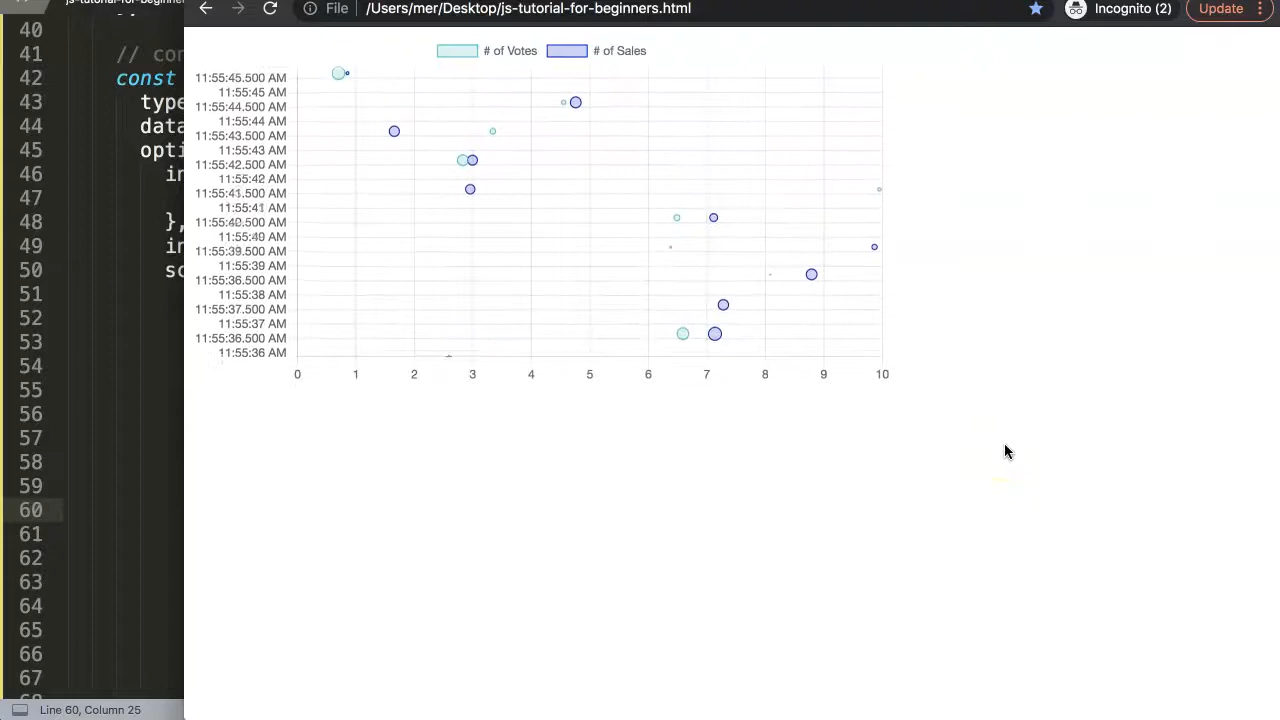 js-tutorial-for-beginner
/Users/mer/Desktop/js-tutorial-for-beginners.html
File
Incognito (2)
Update
40
41 // con
42 const
43 type
44 data
45 opti
46 in
47
48 },
49 in
50 sc
51
52
53
54
55
56
57
58
59
60
61
62
63
64
65
66
67
Line 60, Column 25
# of Votes # of Sales
11:55:45.500 AM
11:55:45 AM
11:55:44.500 AM
11:55:44 AM
11:55:43.500 AM
11:55:43 AM
11:55:42.500 AM
11:55:42 AM
11:55:41.500 AM
11:55:41 AM
11:55:40.500 AM
11:55:40 AM
11:55:39.500 AM
11:55:39 AM
11:55:36.500 AM
11:55:38 AM
11:55:37.500 AM
11:55:37 AM
11:55:36.500 AM
11:55:36 AM
0 1 2 3 4 5 6 7 8 9 10